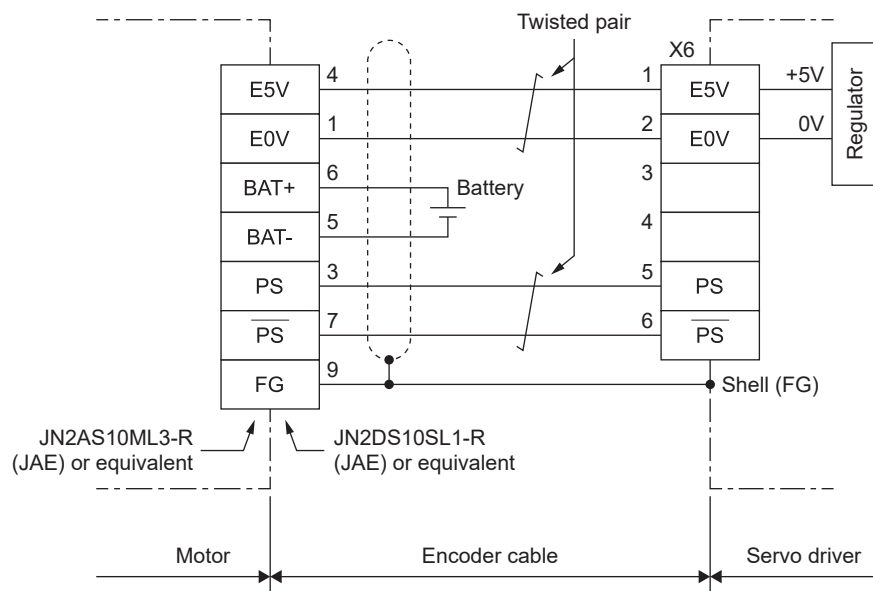 Twisted pair
X6
E5V 4 1 E5V +5V
E0V 1 2 E0V 0V
Regulator
BAT+ 6 Battery 3
BAT- 5 4
PS 3 5 PS
P̅S̅ 7 6 P̅S̅
FG 9 Shell (FG)
JN2AS10ML3-R
(JAE) or equivalent
JN2DS10SL1-R
(JAE) or equivalent
Motor Encoder cable Servo driver